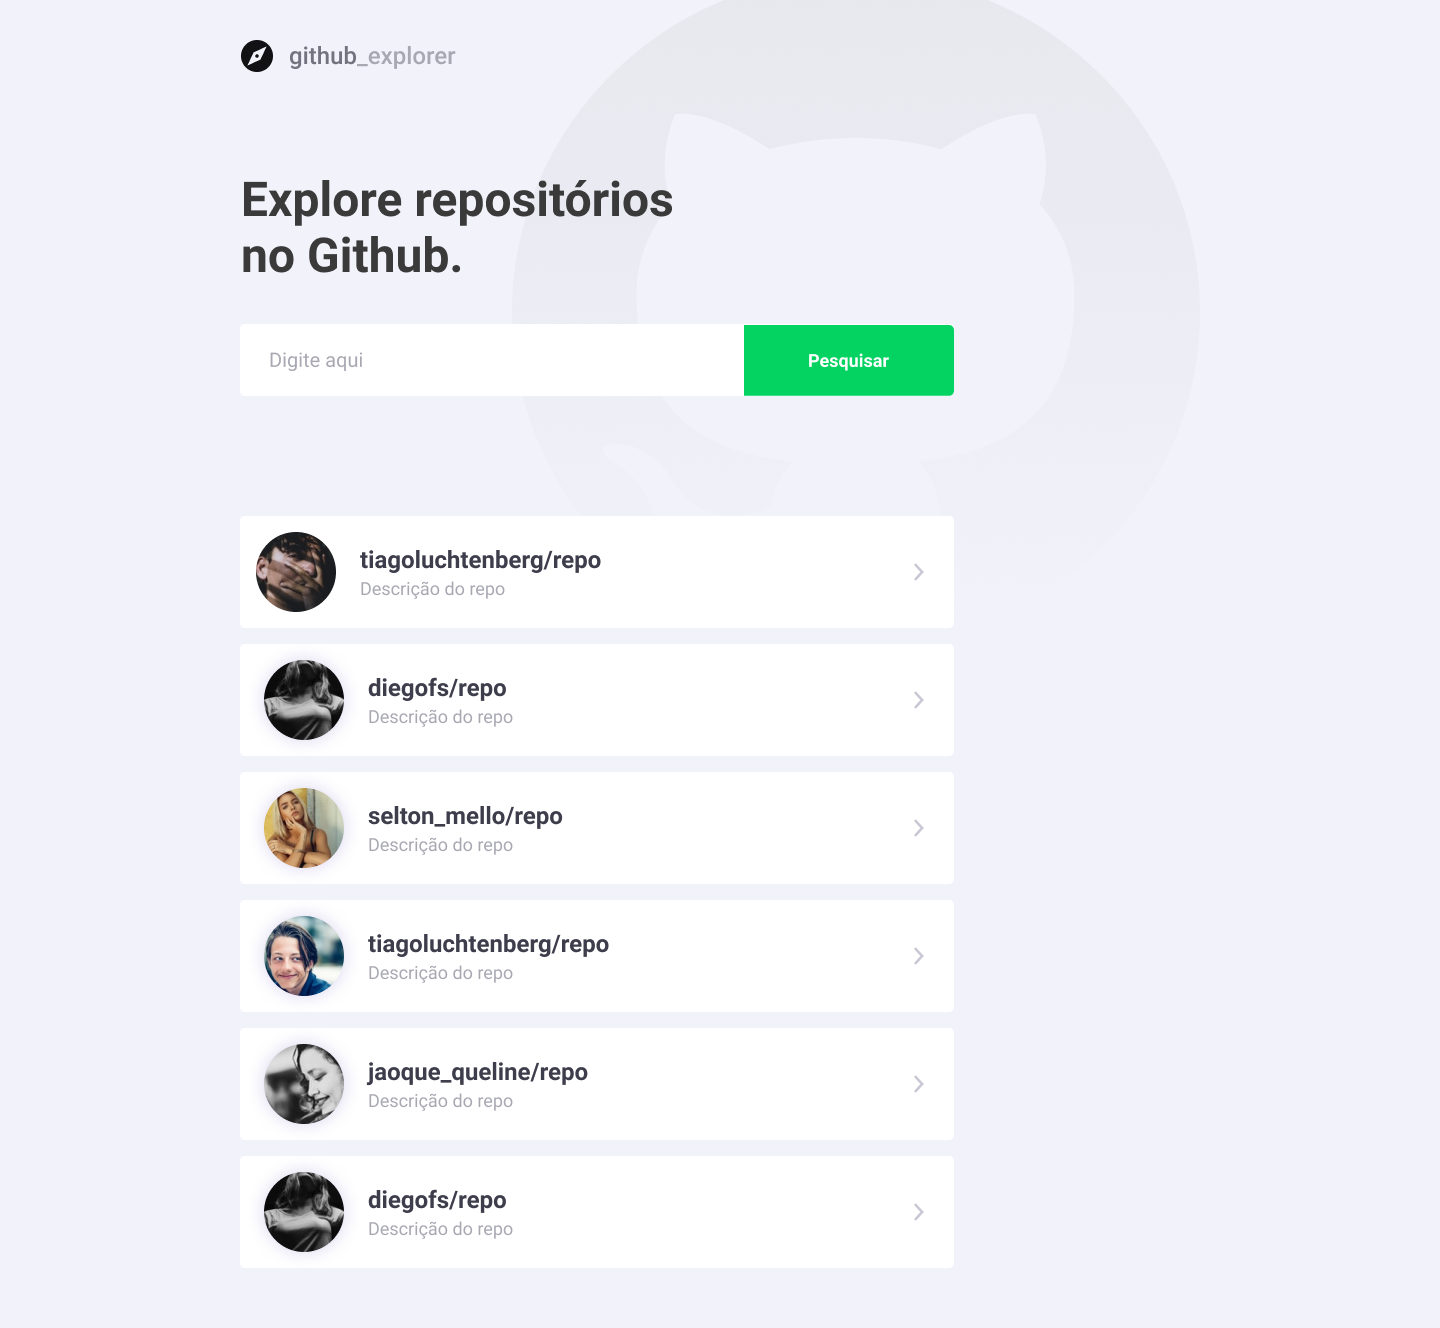 github_explorer
Explore repositórios
no Github.
Digite aqui
Pesquisar
tiagoluchtenberg/repo
Descrição do repo
diegofs/repo
Descrição do repo
selton_mello/repo
Descrição do repo
tiagoluchtenberg/repo
Descrição do repo
jaoque_queline/repo
Descrição do repo
diegofs/repo
Descrição do repo